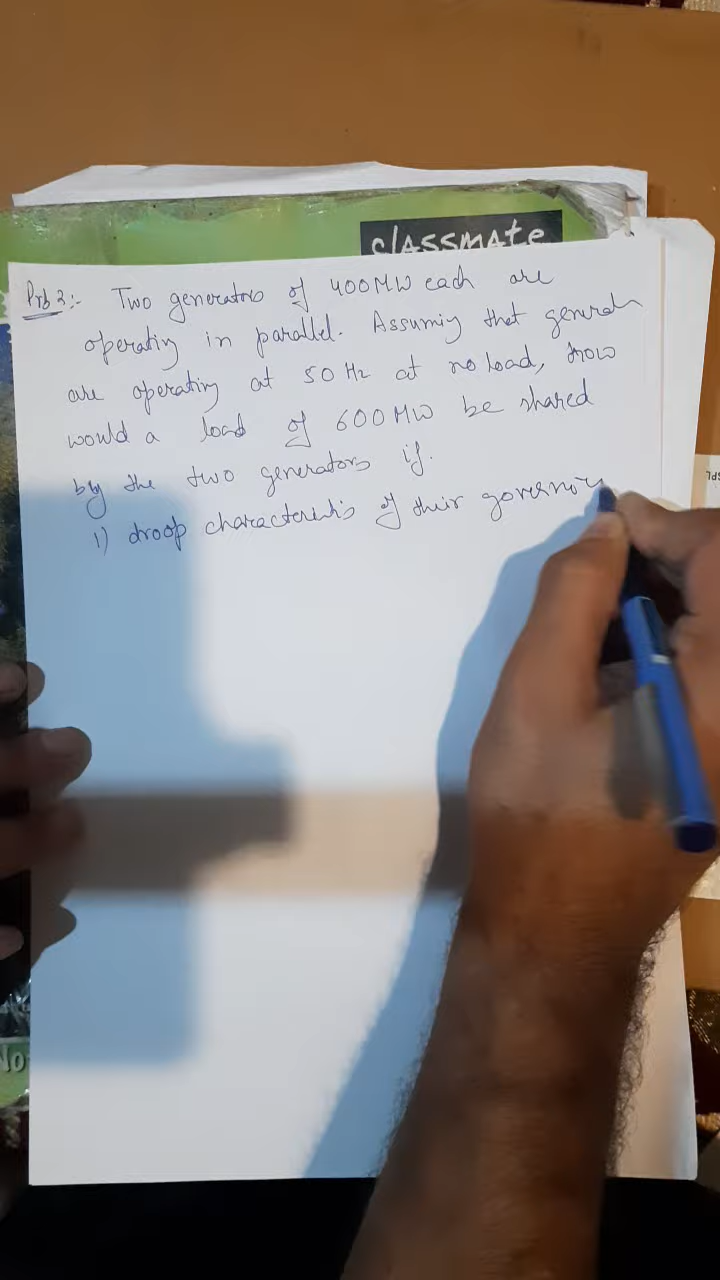 classmate
Prb 3:- Two generators of 400MW each are
operating in parallel. Assuming that
are operating at 50 Hz at no load, how
would a load of 600 MW be shared
by the two generators if.
1) droop characteristics of their governors
No